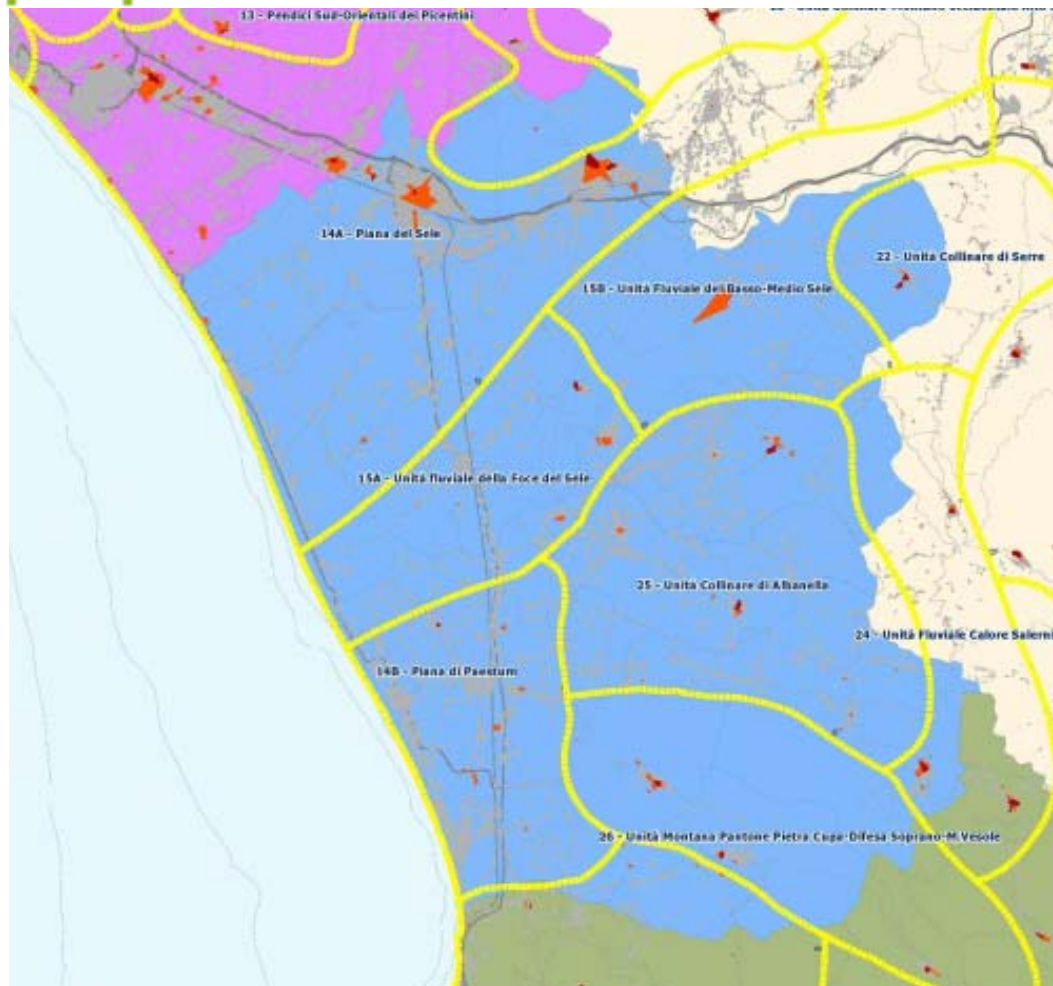 13 - Pendici Sud-Orientali dei Picentini
14A - Piana del Sele
22 - Unità Collinare di Serre
15B - Unità Fluviale del Basso-Medio Sele
15A - Unità fluviale della Foce del Sele
25 - Unità Collinare di Albanella
24 - Unità Fluviale Calore Salerni
14B - Piana di Paestum
26 - Unità Montana Pantone Pietra Cupa-Difesa Soprano-M.Vesole